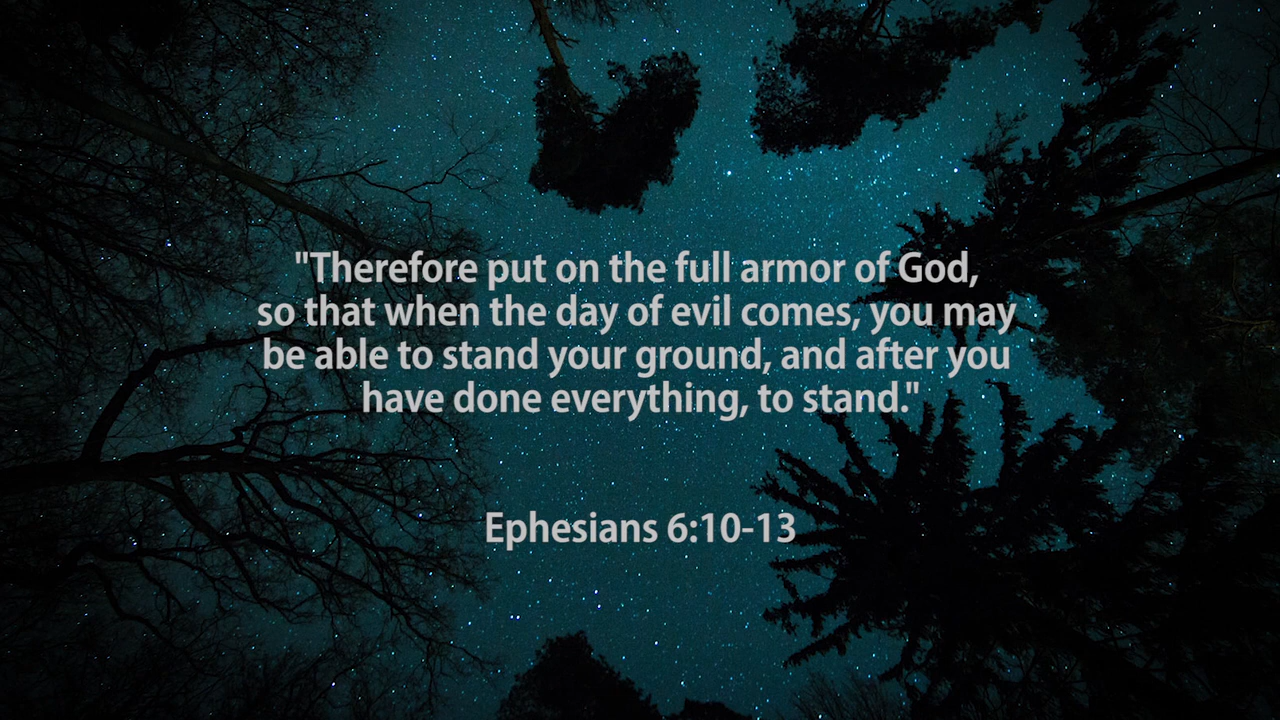 "Therefore put on the full armor of God,
so that when the day of evil comes, you may
be able to stand your ground, and after you
have done everything, to stand."
Ephesians 6:10-13